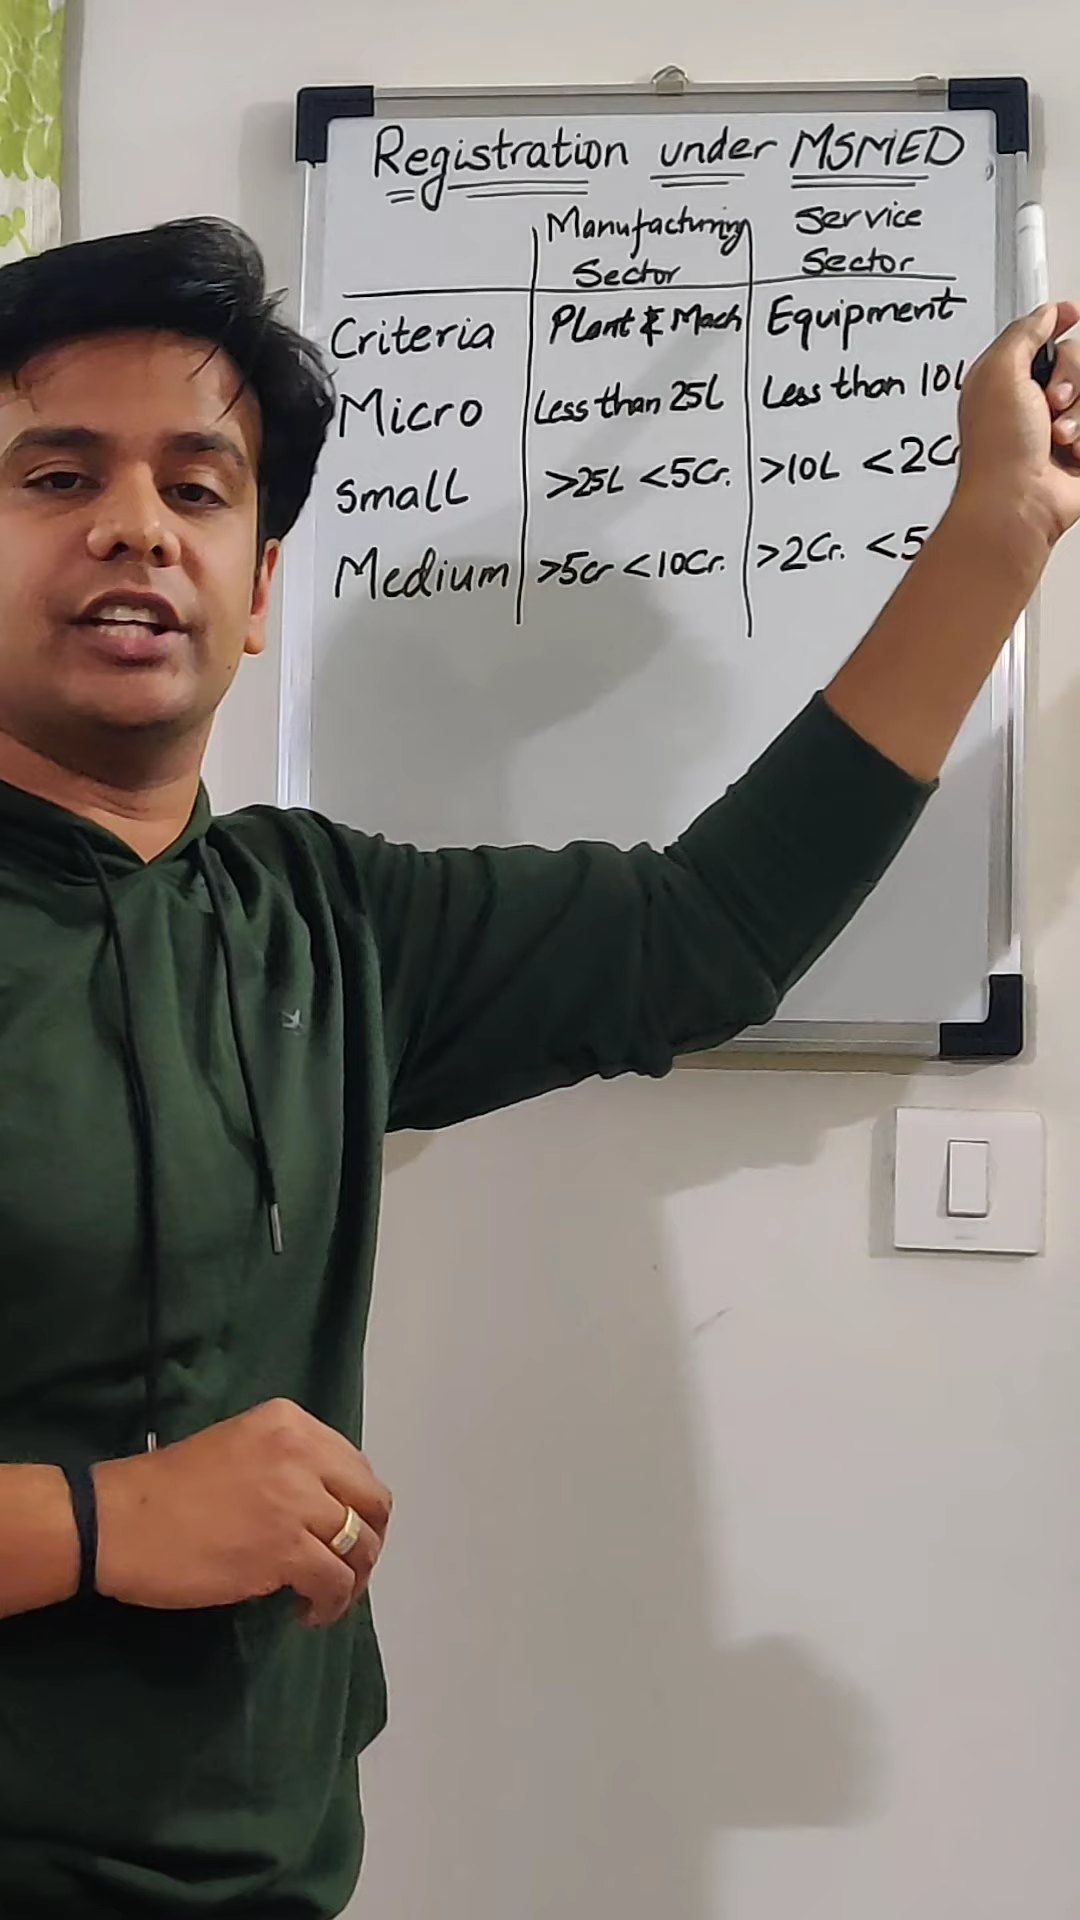 Registration under MSMED
Manufacturing Sector Service Sector
Criteria Plant & Mach Equipment
Micro Less than 25L Less than 10L
Small >25L <5Cr. >10L <2Cr
Medium >5cr <10Cr. >2Cr. <5